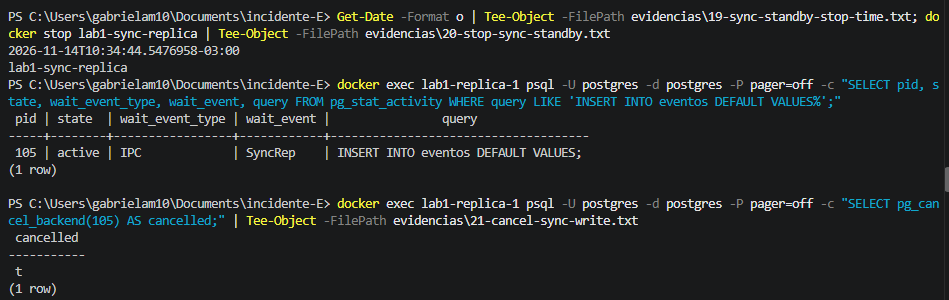 PS C:\Users\gabrielam10\Documents\incidente-E> Get-Date -Format o | Tee-Object -FilePath evidencias\19-sync-standby-stop-time.txt; do
cker stop lab1-sync-replica | Tee-Object -FilePath evidencias\20-stop-sync-standby.txt
2026-11-14T10:34:44.5476958-03:00
lab1-sync-replica
PS C:\Users\gabrielam10\Documents\incidente-E> docker exec lab1-replica-1 psql -U postgres -d postgres -P pager=off -c "SELECT pid, s
tate, wait_event_type, wait_event, query FROM pg_stat_activity WHERE query LIKE 'INSERT INTO eventos DEFAULT VALUES%';"
 pid | state  | wait_event_type | wait_event |               query
-----+--------+-----------------+------------+------------------------------------
 105 | active | IPC             | SyncRep    | INSERT INTO eventos DEFAULT VALUES;
(1 row)
PS C:\Users\gabrielam10\Documents\incidente-E> docker exec lab1-replica-1 psql -U postgres -d postgres -P pager=off -c "SELECT pg_can
cel_backend(105) AS cancelled;" | Tee-Object -FilePath evidencias\21-cancel-sync-write.txt
 cancelled
-----------
 t
(1 row)